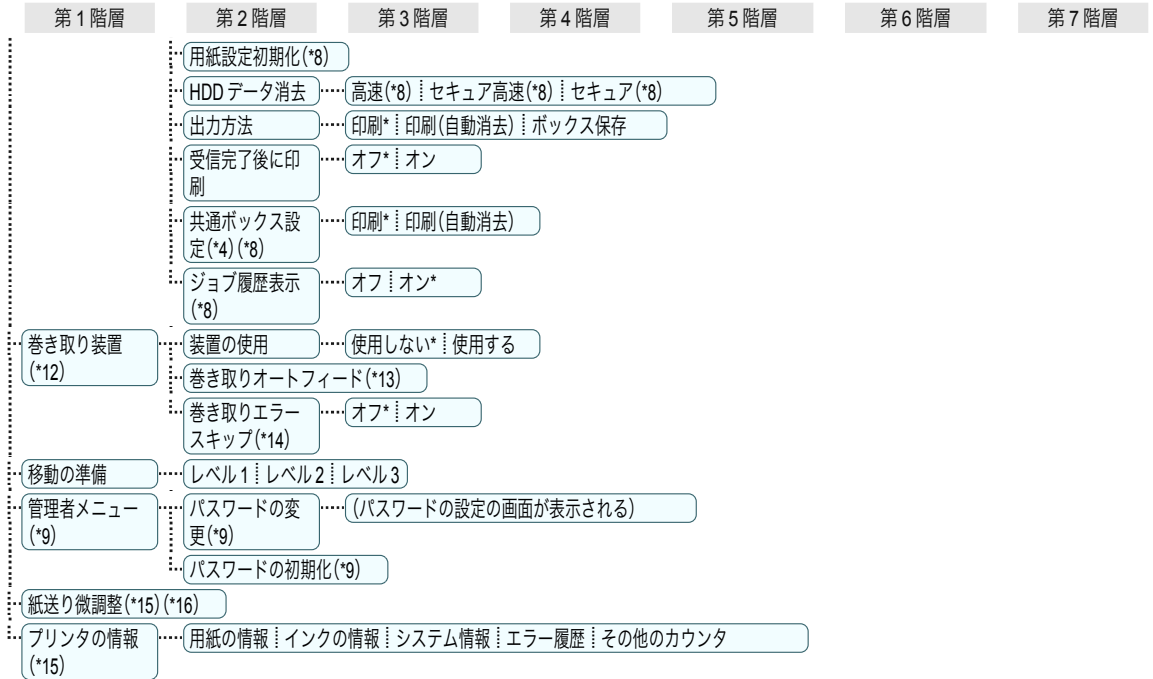 第1階層 第2階層 第3階層 第4階層 第5階層 第6階層 第7階層
用紙設定初期化(*8)
HDDデータ消去 高速(*8) セキュア高速(*8) セキュア(*8)
出力方法 印刷* 印刷(自動消去) ボックス保存
受信完了後に印 オフ* オン
刷
共通ボックス設 印刷* 印刷(自動消去)
定(*4)(*8)
ジョブ履歴表示 オフ オン*
(*8)
巻き取り装置 装置の使用 使用しない* 使用する
(*12)
巻き取りオートフィード(*13)
巻き取りエラー オフ* オン
スキップ(*14)
移動の準備 レベル1 レベル2 レベル3
管理者メニュー パスワードの変 (パスワードの設定の画面が表示される)
(*9) 更(*9)
パスワードの初期化(*9)
紙送り微調整(*15)(*16)
プリンタの情報 用紙の情報 インクの情報 システム情報 エラー履歴 その他のカウンタ
(*15)